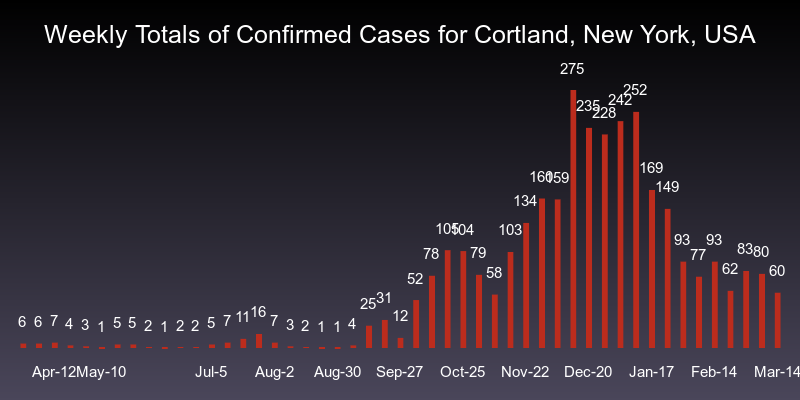 Weekly Totals of Confirmed Cases for Cortland, New York, USA
6 6 7 4 3 1 5 5 2 1 2 2 5 7 11 16 7 3 2 1 1 4 25 31 12 52 78 105 104 79 58 103 134 160 159 275 235 228 242 252 169 149 93 77 93 62 83 80 60
Apr-12 May-10 Jul-5 Aug-2 Aug-30 Sep-27 Oct-25 Nov-22 Dec-20 Jan-17 Feb-14 Mar-14